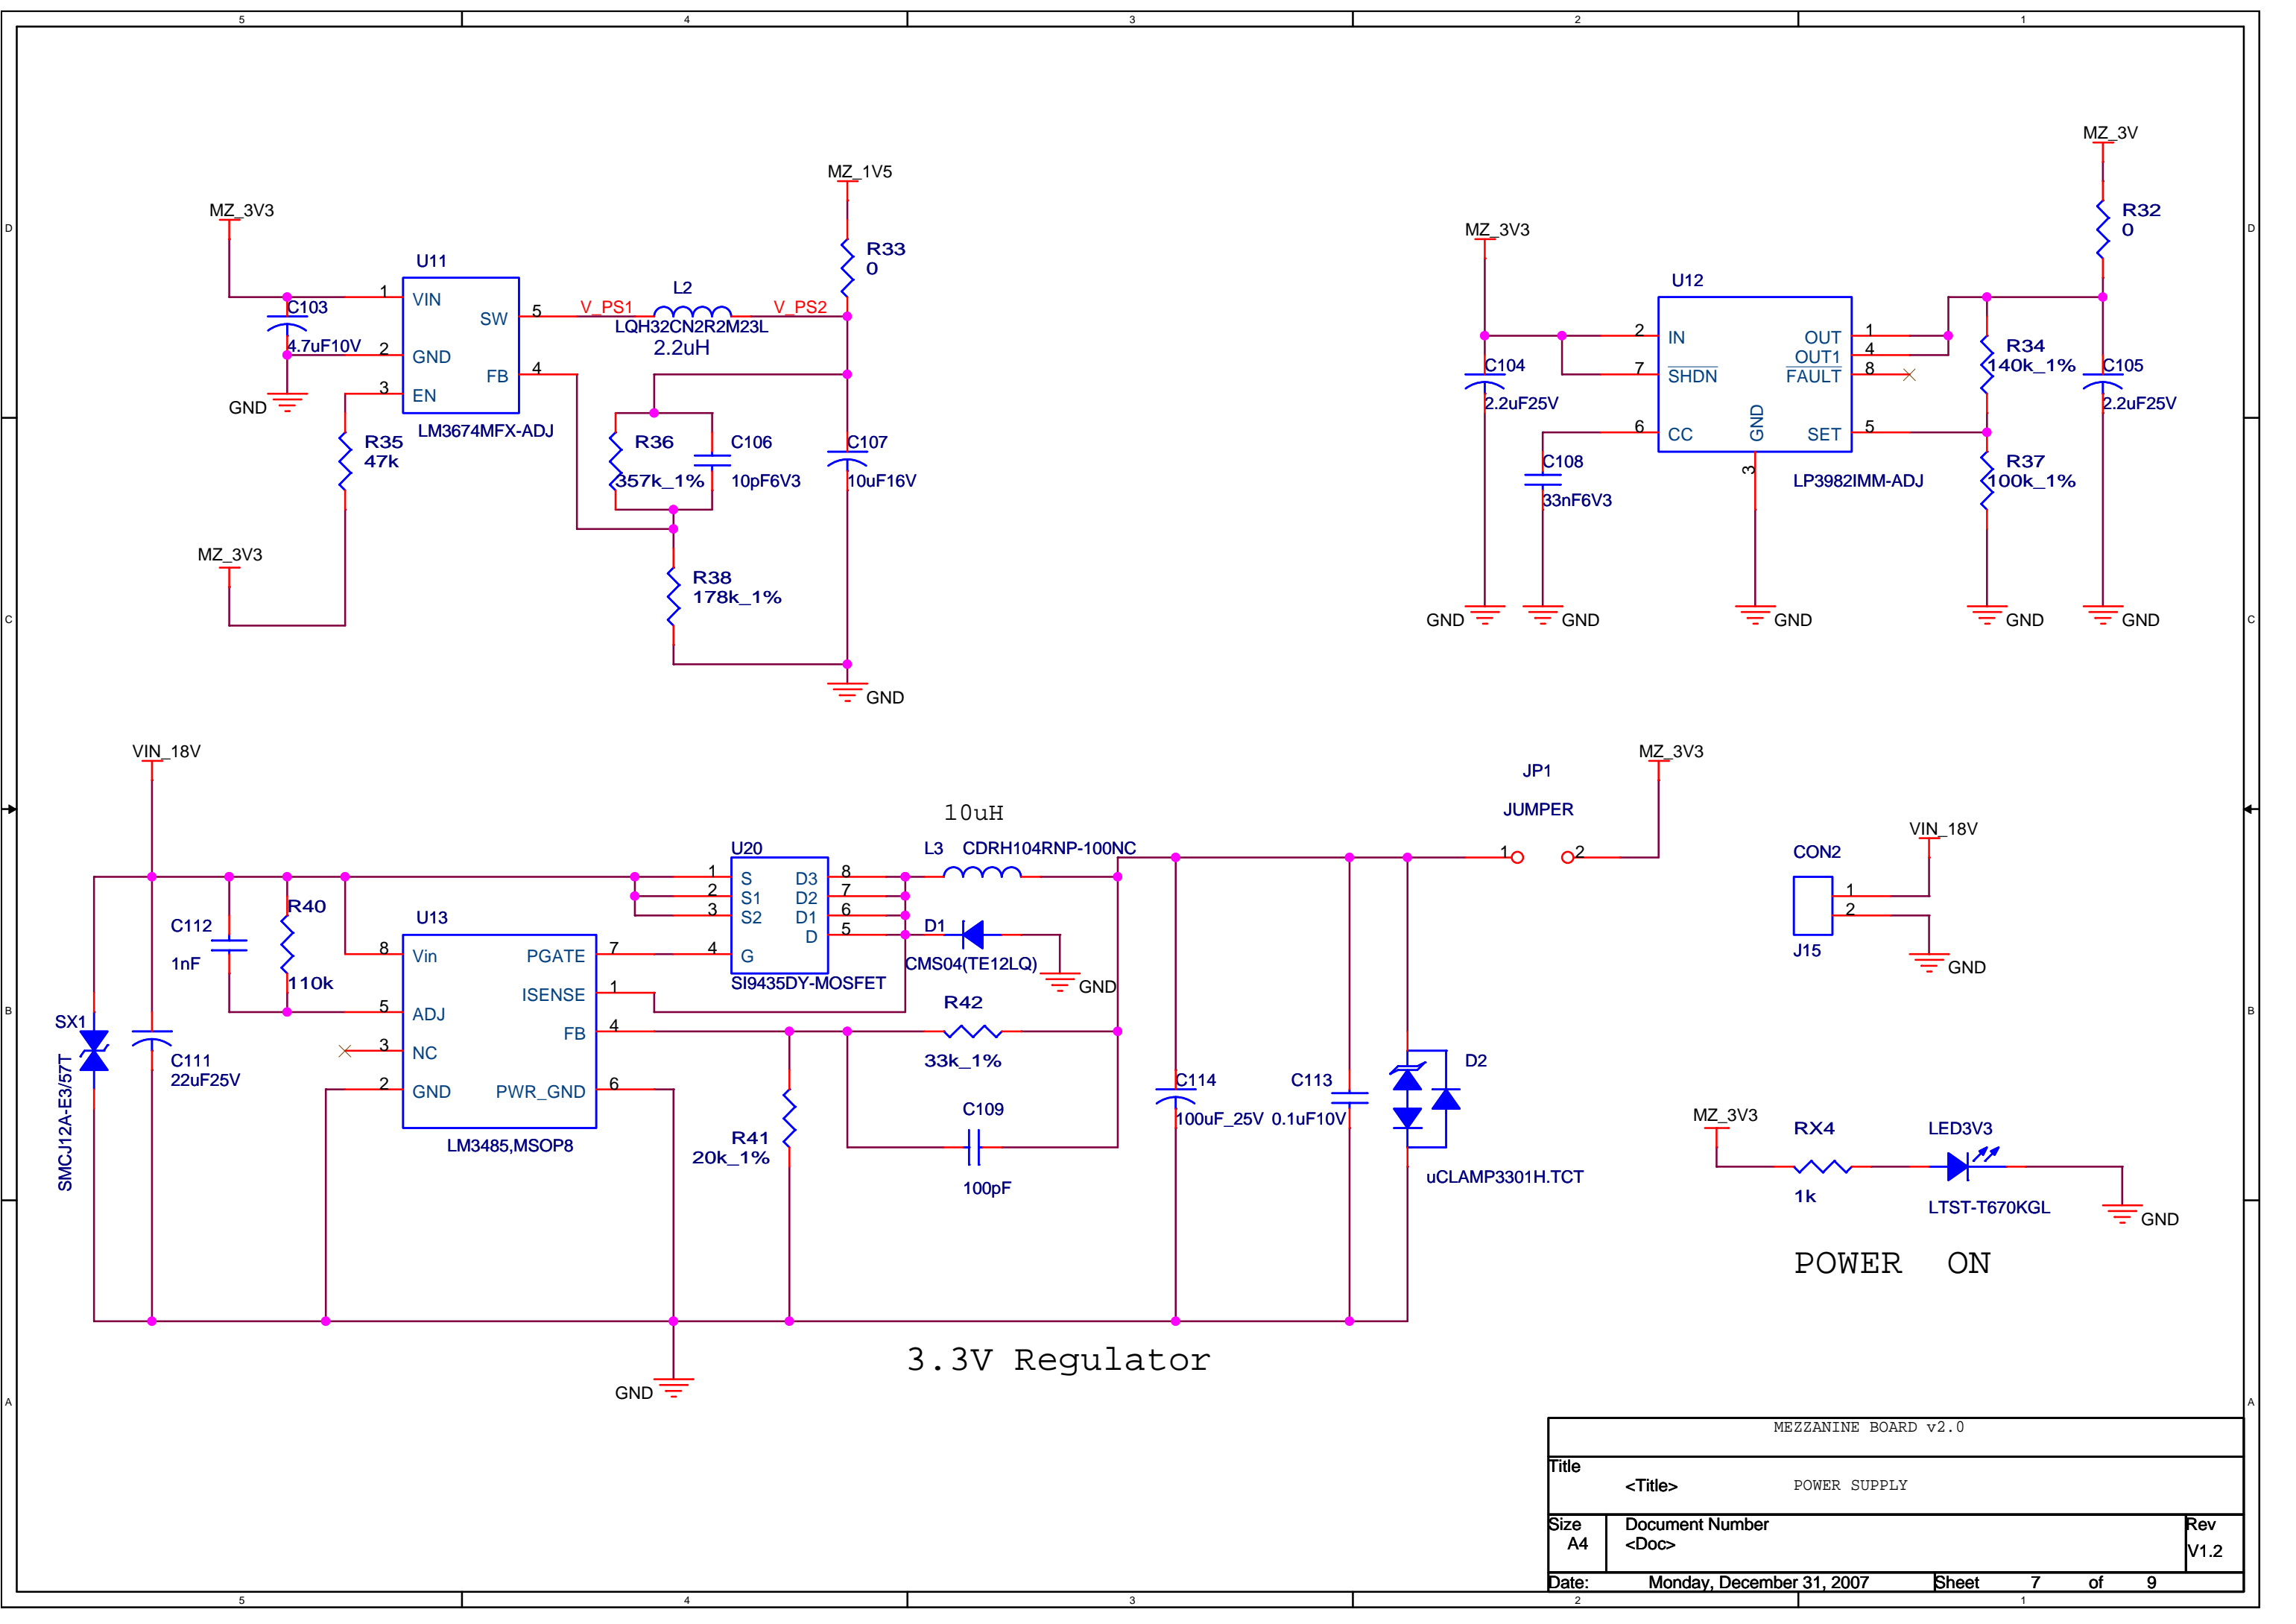 5 4 3 2 1
D
C
B
A
MZ_3V3
U11
C103
4.7uF10V
GND
1 VIN
2 GND
3 EN
SW 5
FB 4
LM3674MFX-ADJ
R35
47k
MZ_3V3
V_PS1
L2
LQH32CN2R2M23L
2.2uH
V_PS2
MZ_1V5
R33
0
R36
357k_1%
C106
10pF6V3
C107
10uF16V
R38
178k_1%
GND
MZ_3V3
C104
2.2uF25V
GND
C108
33nF6V3
GND
U12
2 IN
7 SHDN
6 CC
GND
3
OUT 1
OUT1 4
FAULT 8
SET 5
LP3982IMM-ADJ
GND
MZ_3V
R32
0
R34
140k_1%
R37
100k_1%
C105
2.2uF25V
GND
GND
VIN_18V
SX1
SMCJ12A-E3/57T
C111
22uF25V
C112
1nF
R40
110k
U13
8 Vin
5 ADJ
3 NC
2 GND
PGATE 7
ISENSE 1
FB 4
PWR_GND 6
LM3485,MSOP8
U20
1 S
2 S1
3 S2
4 G
D3 8
D2 7
D1 6
D 5
SI9435DY-MOSFET
10uH
L3 CDRH104RNP-100NC
D1
CMS04(TE12LQ)
GND
R42
33k_1%
C109
100pF
R41
20k_1%
C114
100uF_25V
C113
0.1uF10V
D2
uCLAMP3301H.TCT
JP1
JUMPER
1 2
MZ_3V3
GND
3.3V Regulator
CON2
1
2
J15
VIN_18V
GND
MZ_3V3
RX4
1k
LED3V3
LTST-T670KGL
GND
POWER ON
MEZZANINE BOARD v2.0
Title
<Title> POWER SUPPLY
Size
A4
Document Number
<Doc>
Rev
V1.2
Date: Monday, December 31, 2007 Sheet 7 of 9
D
C
B
A
5 4 3 2 1